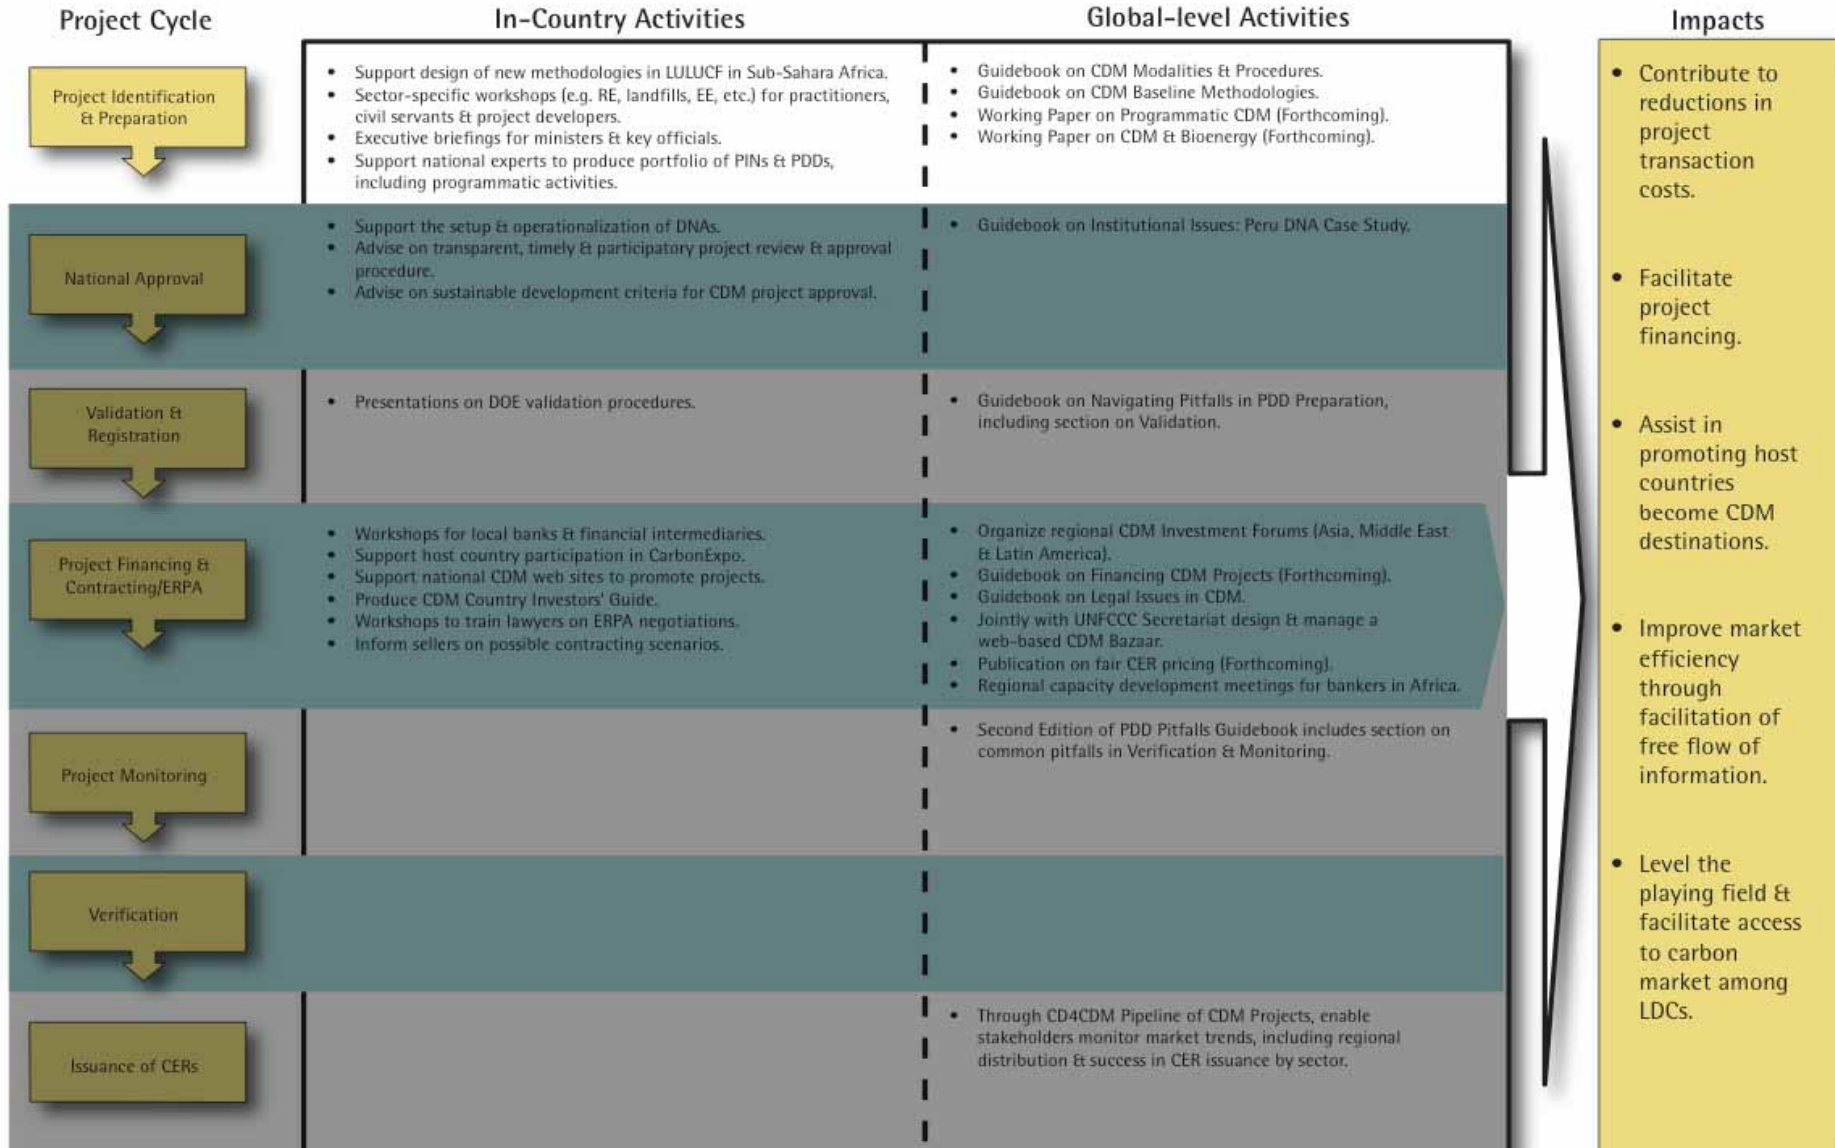 Project Cycle
In-Country Activities
Global-level Activities
Impacts
Project Identification
& Preparation
• Support design of new methodologies in LULUCF in Sub-Sahara Africa.
• Sector-specific workshops (e.g. RE, landfills, EE, etc.) for practitioners,
civil servants & project developers.
• Executive briefings for ministers & key officials.
• Support national experts to produce portfolio of PINs & PDDs,
including programmatic activities.
• Guidebook on CDM Modalities & Procedures.
• Guidebook on CDM Baseline Methodologies.
• Working Paper on Programmatic CDM (Forthcoming).
• Working Paper on CDM & Bioenergy (Forthcoming).
National Approval
• Support the setup & operationalization of DNAs.
• Advise on transparent, timely & participatory project review & approval
procedure.
• Advise on sustainable development criteria for CDM project approval.
• Guidebook on Institutional Issues: Peru DNA Case Study.
Validation &
Registration
• Presentations on DOE validation procedures.
• Guidebook on Navigating Pitfalls in PDD Preparation,
including section on Validation.
Project Financing &
Contracting/ERPA
• Workshops for local banks & financial intermediaries.
• Support host country participation in CarbonExpo.
• Support national CDM web sites to promote projects.
• Produce CDM Country Investors' Guide.
• Workshops to train lawyers on ERPA negotiations.
• Inform sellers on possible contracting scenarios.
• Organize regional CDM Investment Forums (Asia, Middle East
& Latin America).
• Guidebook on Financing CDM Projects (Forthcoming).
• Guidebook on Legal Issues in CDM.
• Jointly with UNFCCC Secretariat design & manage a
web-based CDM Bazaar.
• Publication on fair CER pricing (Forthcoming).
• Regional capacity development meetings for bankers in Africa.
Project Monitoring
• Second Edition of PDD Pitfalls Guidebook includes section on
common pitfalls in Verification & Monitoring.
Verification
Issuance of CERs
• Through CD4CDM Pipeline of CDM Projects, enable
stakeholders monitor market trends, including regional
distribution & success in CER issuance by sector.
• Contribute to
reductions in
project
transaction
costs.
• Facilitate
project
financing.
• Assist in
promoting host
countries
become CDM
destinations.
• Improve market
efficiency
through
facilitation of
free flow of
information.
• Level the
playing field &
facilitate access
to carbon
market among
LDCs.